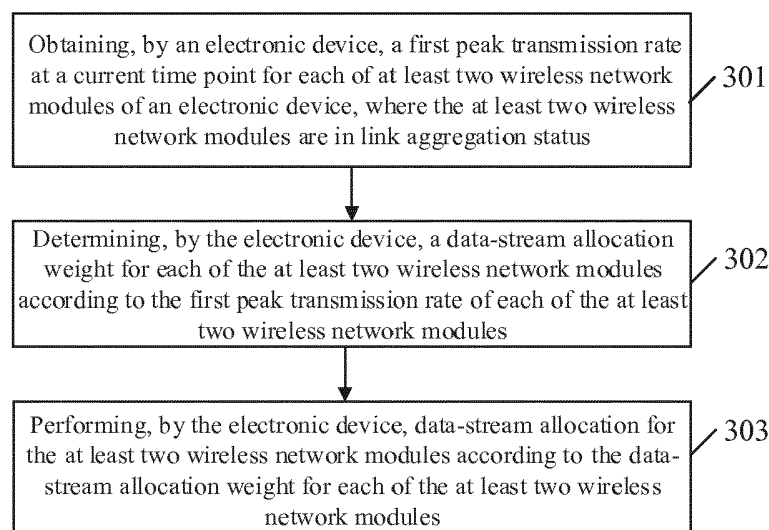 Obtaining, by an electronic device, a first peak transmission rate
at a current time point for each of at least two wireless network
modules of an electronic device, where the at least two wireless
network modules are in link aggregation status
301
Determining, by the electronic device, a data-stream allocation
weight for each of the at least two wireless network modules
according to the first peak transmission rate of each of the at least
two wireless network modules
302
Performing, by the electronic device, data-stream allocation for
the at least two wireless network modules according to the data-
stream allocation weight for each of the at least two wireless
network modules
303